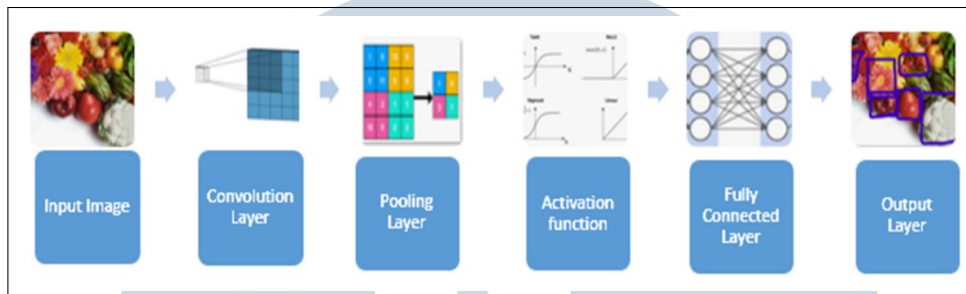 Input Image
Convolution
Layer
Pooling
Layer
Activation
function
Fully
Connected
Layer
Output
Layer